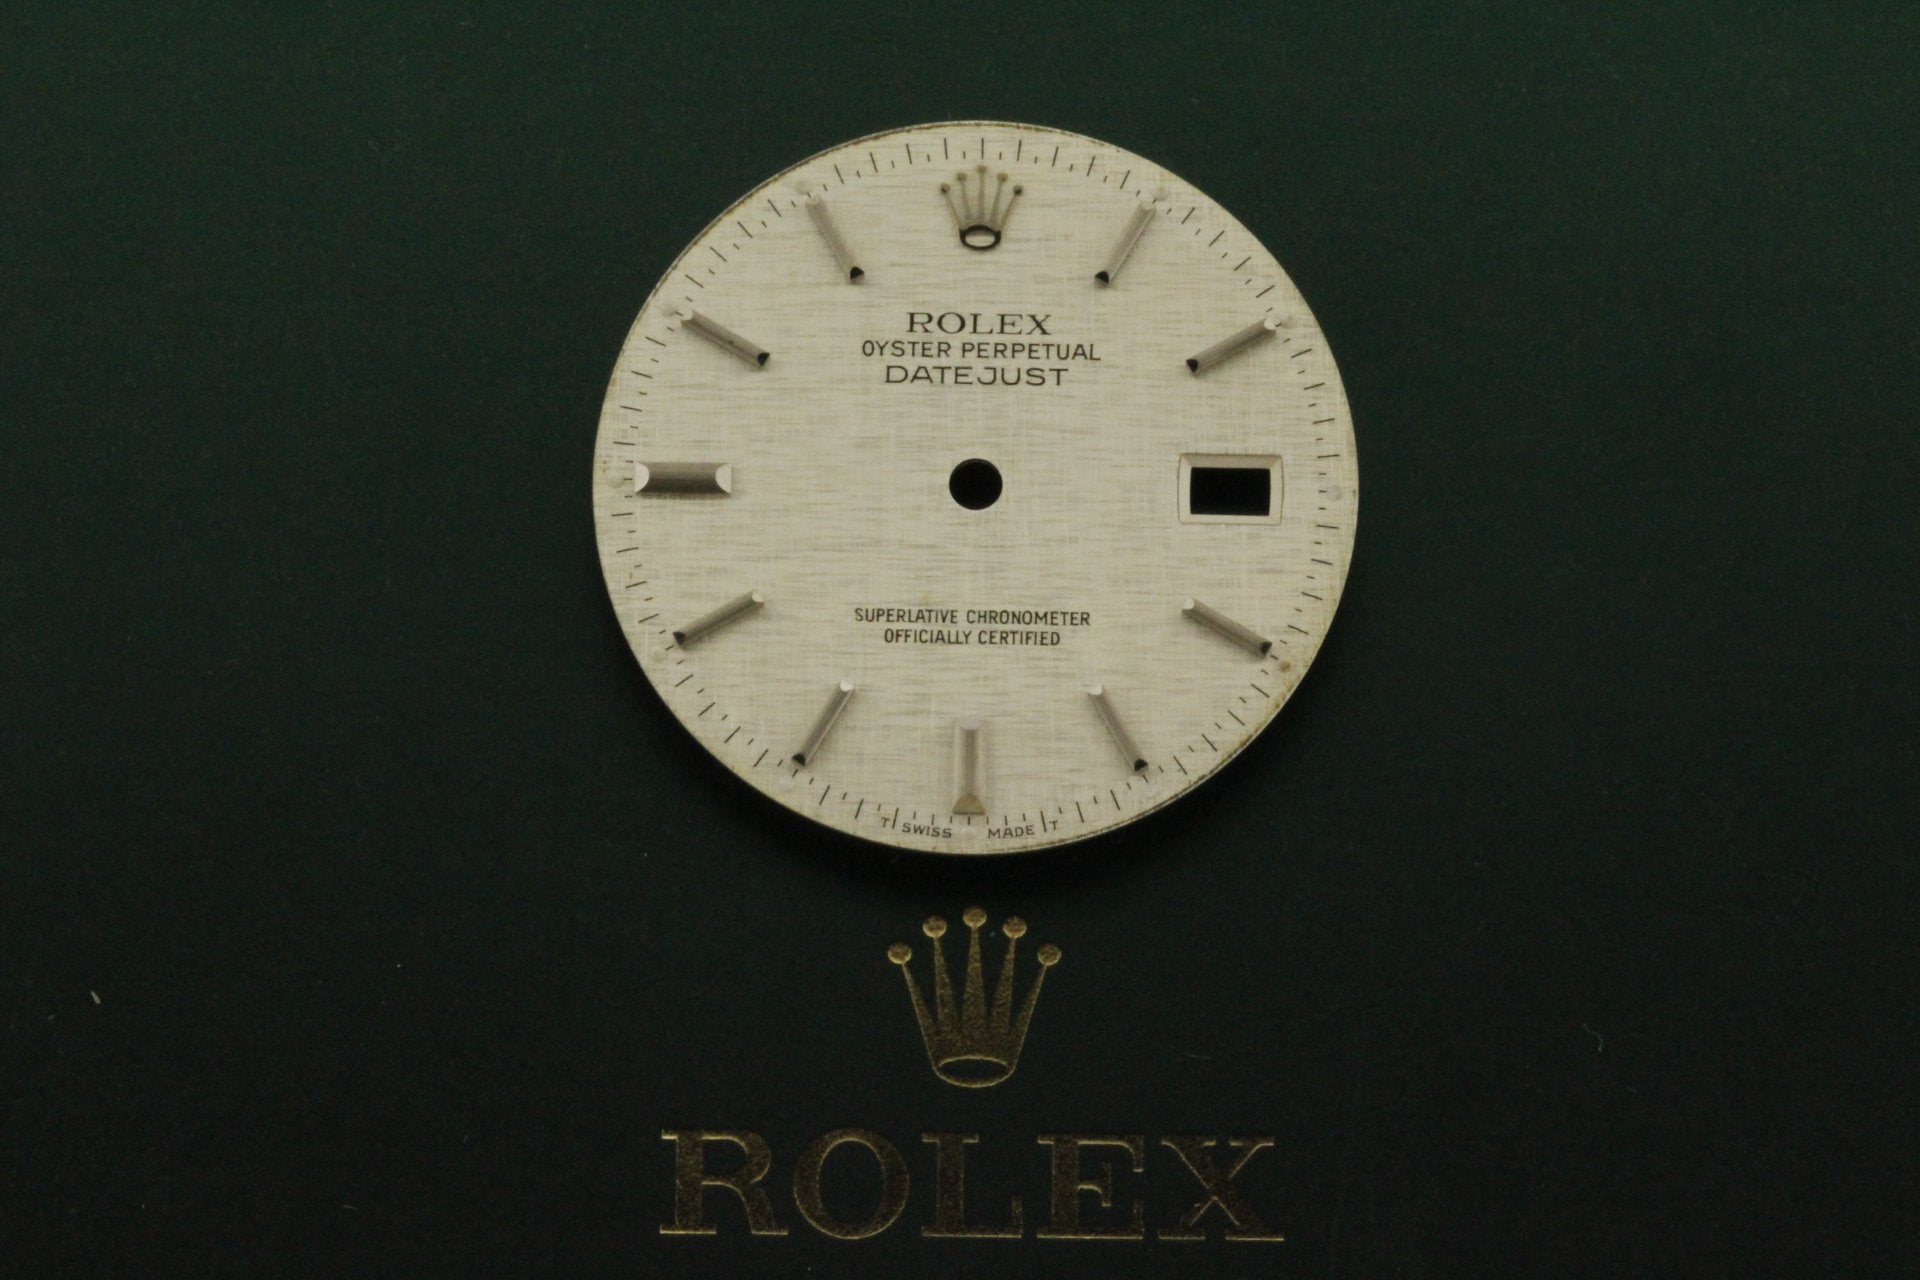 ROLEX
OYSTER PERPETUAL
DATEJUST
SUPERLATIVE CHRONOMETER
OFFICIALLY CERTIFIED
T SWISS MADE T
ROLEX